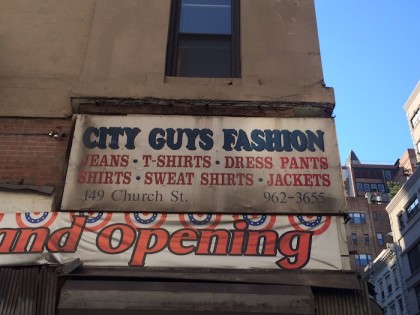 CITY GUYS FASHION
JEANS • T-SHIRTS • DRESS PANTS
SHIRTS • SWEAT SHIRTS • JACKETS
149 Church St. 962-3655
and Opening